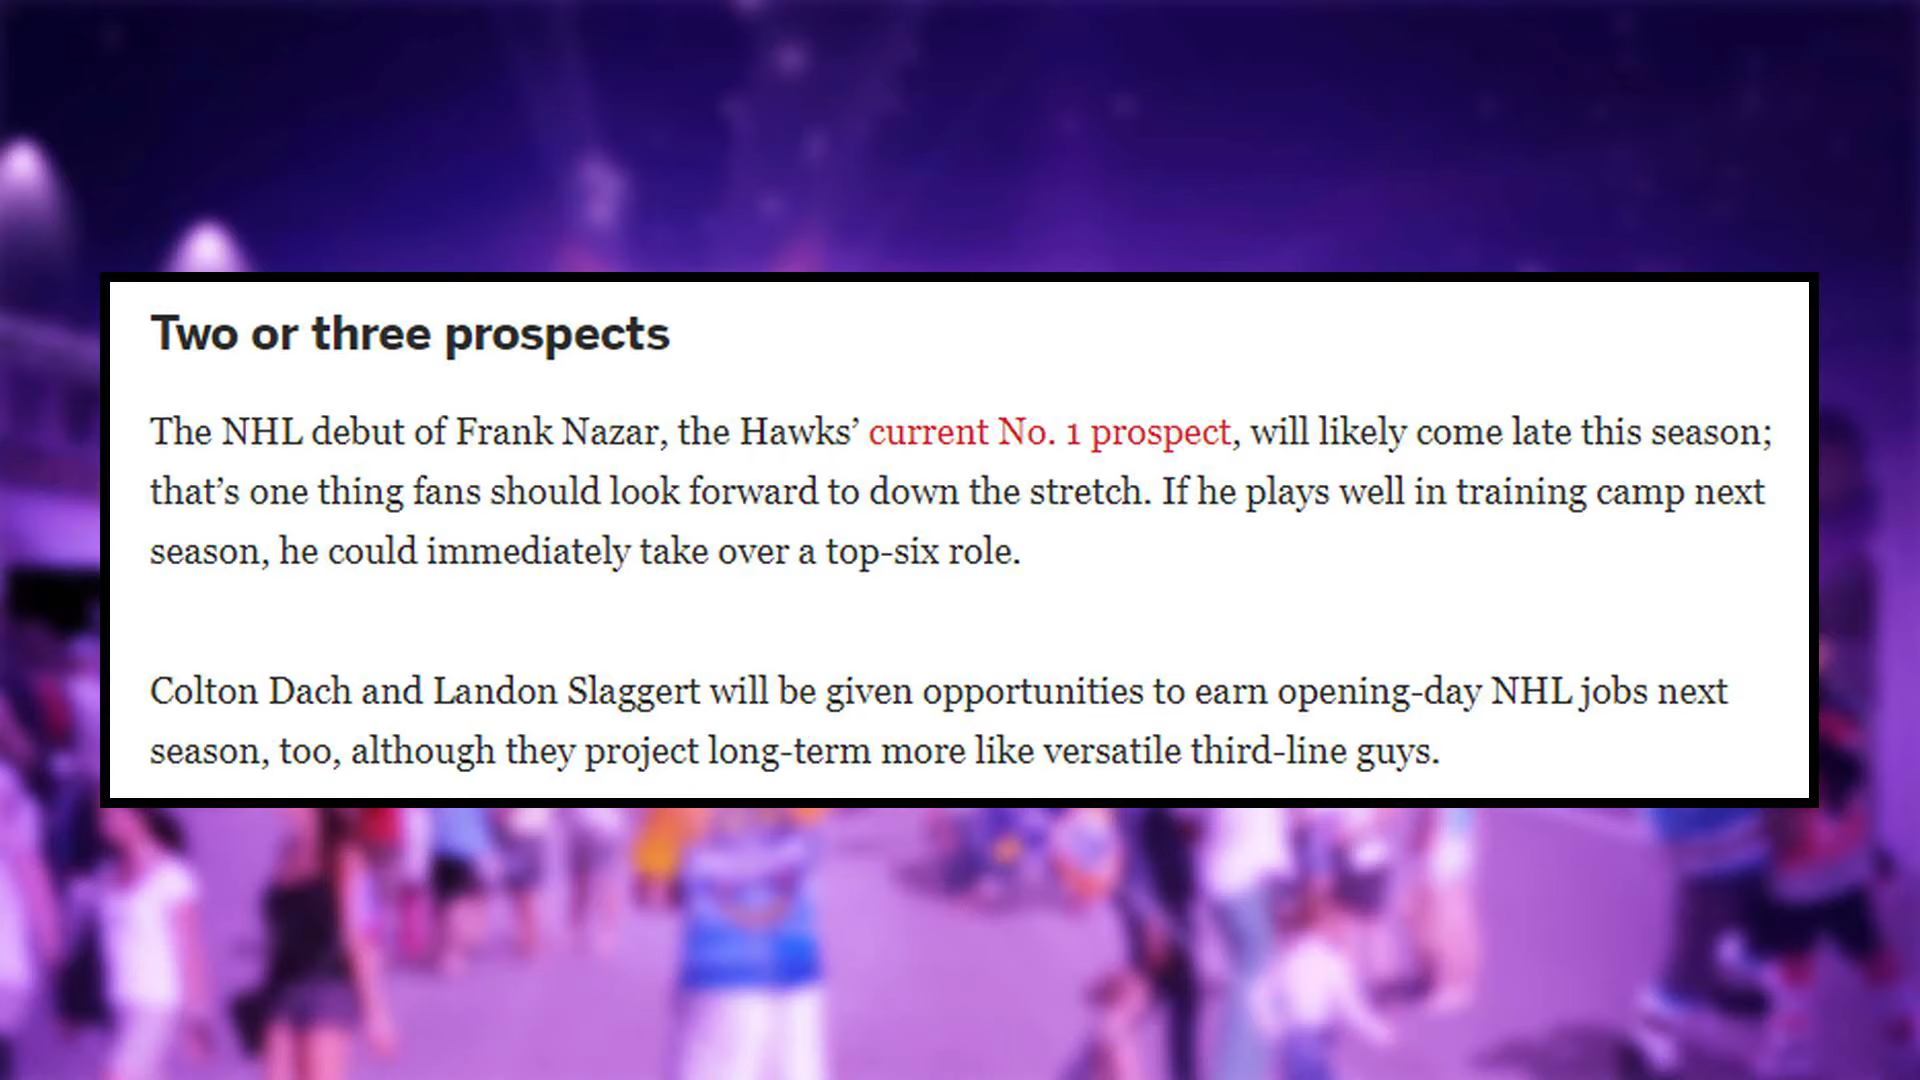 Two or three prospects
The NHL debut of Frank Nazar, the Hawks’ current No. 1 prospect, will likely come late this season;
that’s one thing fans should look forward to down the stretch. If he plays well in training camp next
season, he could immediately take over a top-six role.
Colton Dach and Landon Slaggert will be given opportunities to earn opening-day NHL jobs next
season, too, although they project long-term more like versatile third-line guys.